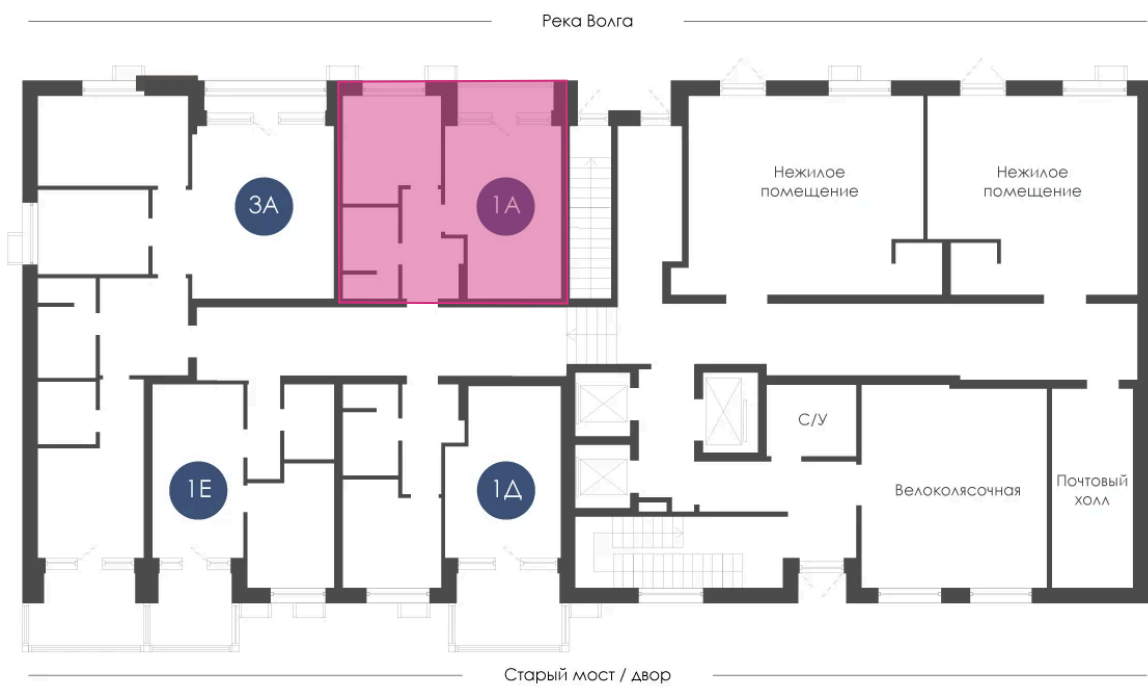 Река Волга
Нежилое
помещение
Нежилое
помещение
3А
1А
С/У
1Е
1Д
Велоколясочная
Почтовый
холл
Старый мост / двор